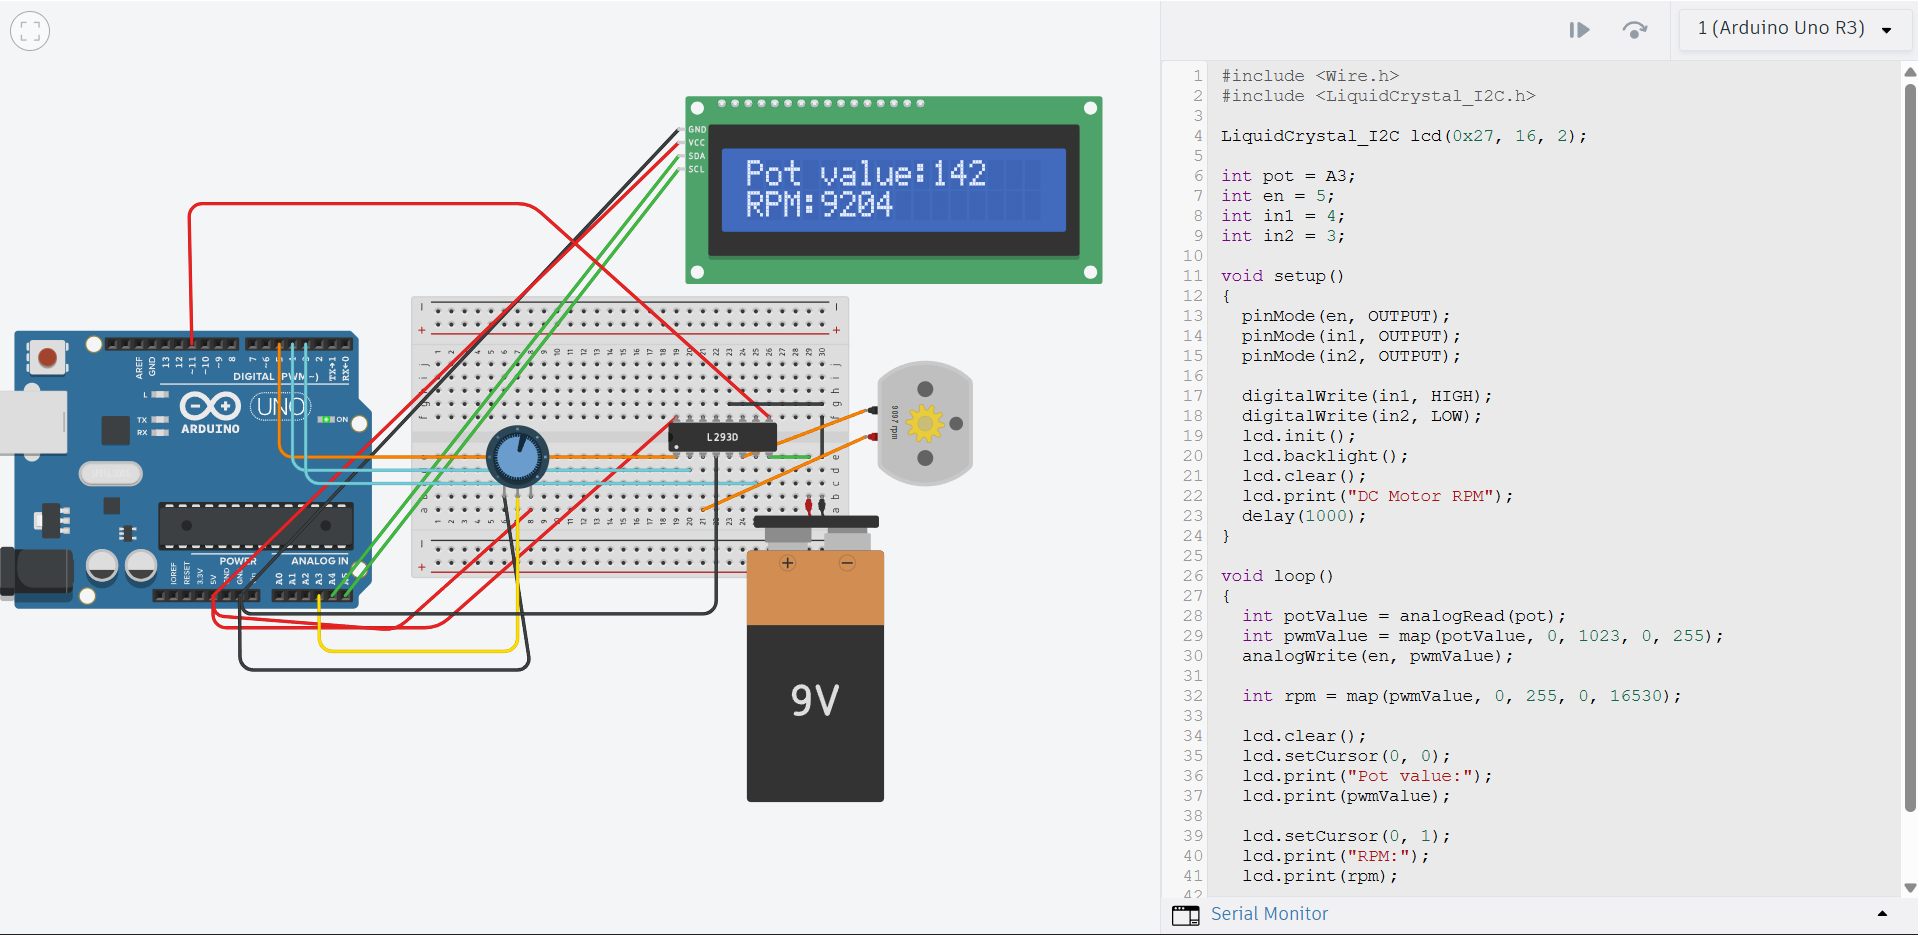 1 (Arduino Uno R3)
GND
VCC
SDA
SCL
Pot value:142
RPM:9204
AREF
GND
13
12
~11
~10
~9
8
7
~6
2
TX→1
RX←0
DIGITAL (PWM~)
L
TX
RX
ARDUINO
UNO
ON
IOREF
RESET
3.3V
5V
GND
POWER
ANALOG IN
A0
A1
A2
A3
A4
L293D
9V
1 #include <Wire.h>
2 #include <LiquidCrystal_I2C.h>
3
4 LiquidCrystal_I2C lcd(0x27, 16, 2);
5
6 int pot = A3;
7 int en = 5;
8 int in1 = 4;
9 int in2 = 3;
10
11 void setup()
12 {
13 pinMode(en, OUTPUT);
14 pinMode(in1, OUTPUT);
15 pinMode(in2, OUTPUT);
16
17 digitalWrite(in1, HIGH);
18 digitalWrite(in2, LOW);
19 lcd.init();
20 lcd.backlight();
21 lcd.clear();
22 lcd.print("DC Motor RPM");
23 delay(1000);
24 }
25
26 void loop()
27 {
28 int potValue = analogRead(pot);
29 int pwmValue = map(potValue, 0, 1023, 0, 255);
30 analogWrite(en, pwmValue);
31
32 int rpm = map(pwmValue, 0, 255, 0, 16530);
33
34 lcd.clear();
35 lcd.setCursor(0, 0);
36 lcd.print("Pot value:");
37 lcd.print(pwmValue);
38
39 lcd.setCursor(0, 1);
40 lcd.print("RPM:");
41 lcd.print(rpm);
42
Serial Monitor